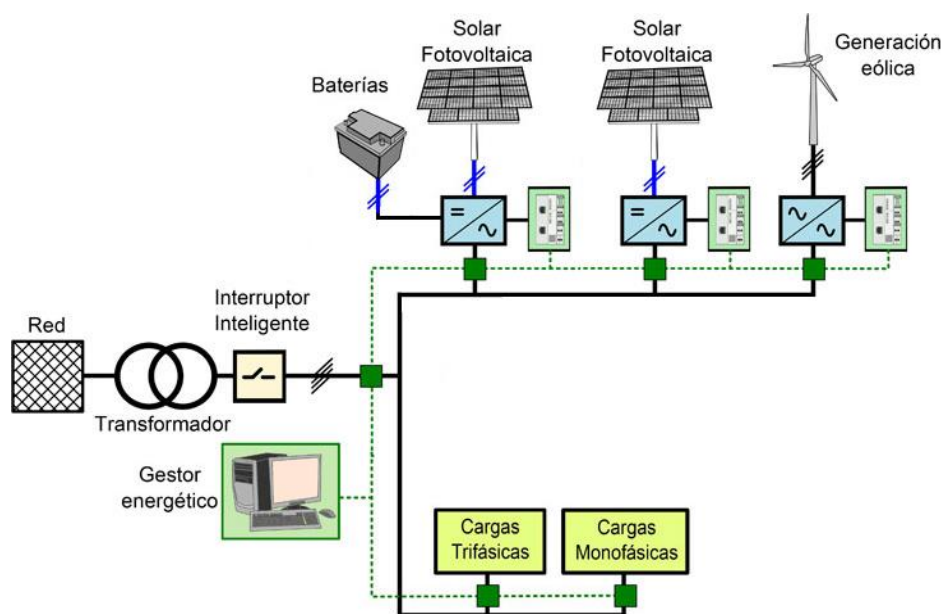 Solar
Fotovoltaica
Solar
Fotovoltaica
Generación
eólica
Baterías
Interruptor
Inteligente
Red
Transformador
Gestor
energético
Cargas
Trifásicas
Cargas
Monofásicas